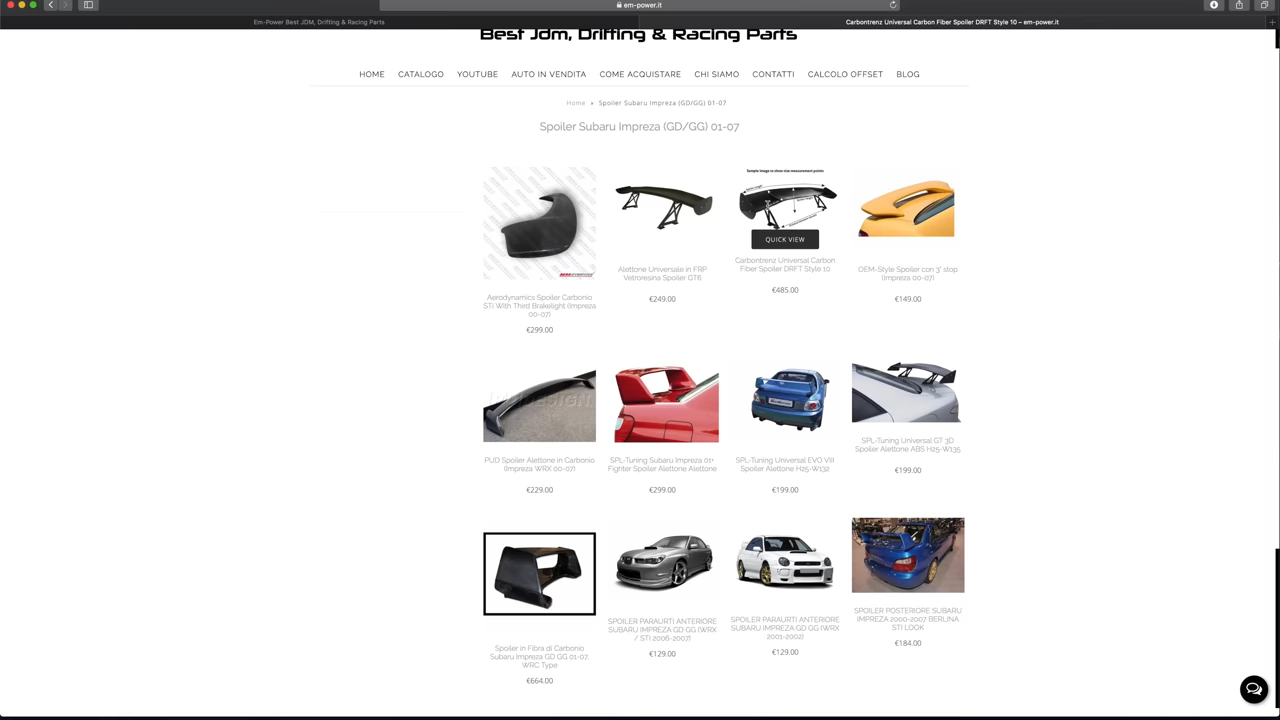 em-power.it
Em-Power Best JDM, Drifting & Racing Parts
Carbontrenz Universal Carbon Fiber Spoiler DRFT Style 10 – em-power.it
Best Jdm, Drifting & Racing Parts
HOME CATALOGO YOUTUBE AUTO IN VENDITA COME ACQUISTARE CHI SIAMO CONTATTI CALCOLO OFFSET BLOG
Home » Spoiler Subaru Impreza (GD/GG) 01-07
Spoiler Subaru Impreza (GD/GG) 01-07
Sample image to show size measurement points
QUICK VIEW
Aerodynamics Spoiler Carbonio
STi With Third Brakelight (Impreza
00-07)
€299.00
Alettone Universale in FRP
Vetroresina Spoiler GT6
€249.00
Carbontrenz Universal Carbon
Fiber Spoiler DRFT Style 10
€485.00
OEM-Style Spoiler con 3° stop
(Impreza 00-07)
€149.00
PUD Spoiler Alettone in Carbonio
(Impreza WRX 00-07)
€229.00
SPL-Tuning Subaru Impreza 01+
Fighter Spoiler Alettone Alettone
€299.00
SPL-Tuning Universal EVO VIII
Spoiler Alettone H25-W132
€199.00
SPL-Tuning Universal GT 3D
Spoiler Alettone ABS H25-W135
€199.00
Spoiler in Fibra di Carbonio
Subaru Impreza GD GG 01-07,
WRC Type
€664.00
SPOILER PARAURTI ANTERIORE
SUBARU IMPREZA GD GG (WRX
/ STI 2006-2007)
€129.00
SPOILER PARAURTI ANTERIORE
SUBARU IMPREZA GD GG (WRX
2001-2002)
€129.00
SPOILER POSTERIORE SUBARU
IMPREZA 2000-2007 BERLINA
STI LOOK
€184.00